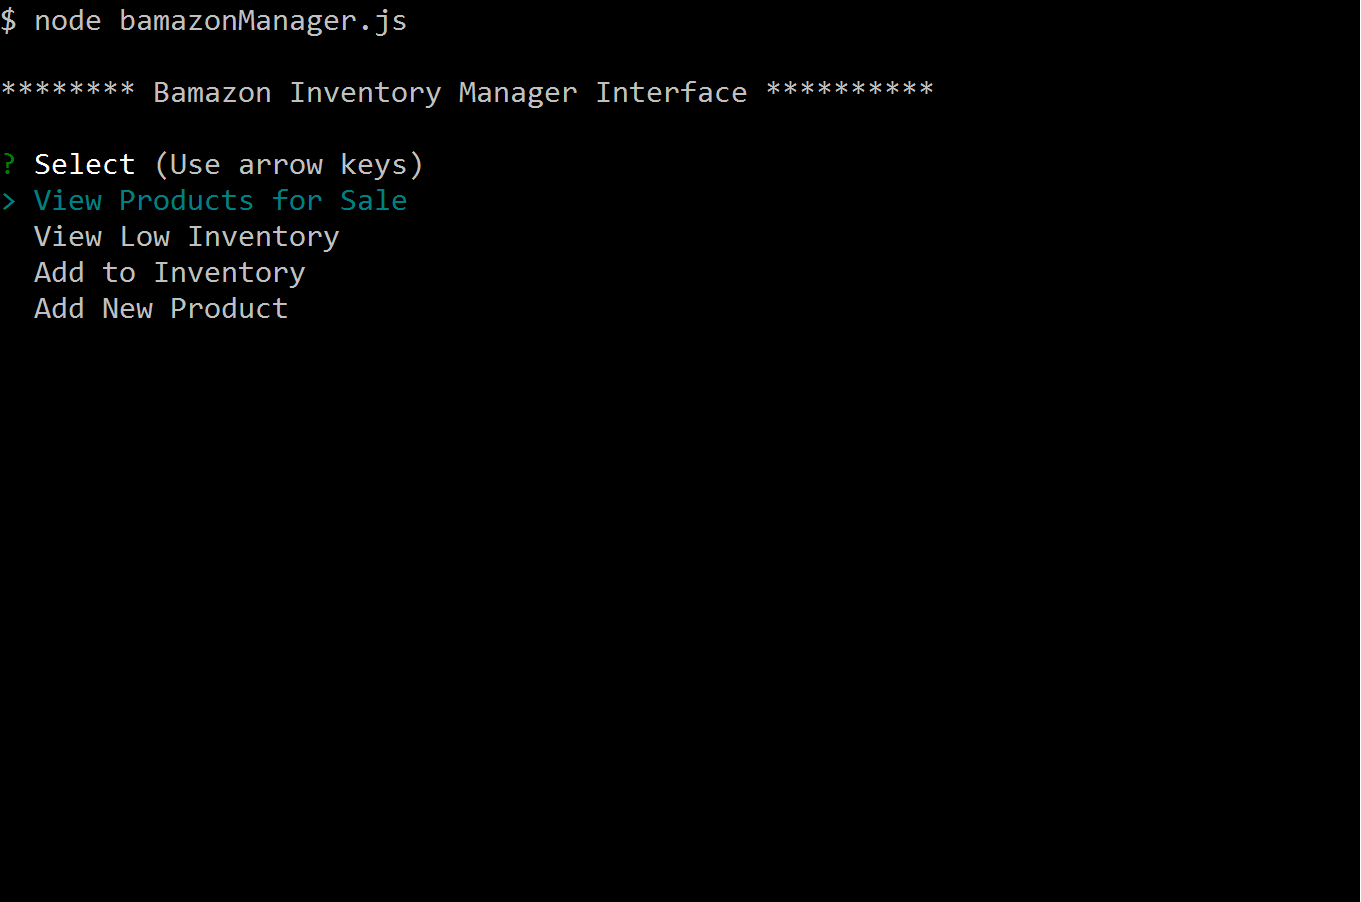 $ node bamazonManager.js
******** Bamazon Inventory Manager Interface **********
? Select (Use arrow keys)
> View Products for Sale
View Low Inventory
Add to Inventory
Add New Product